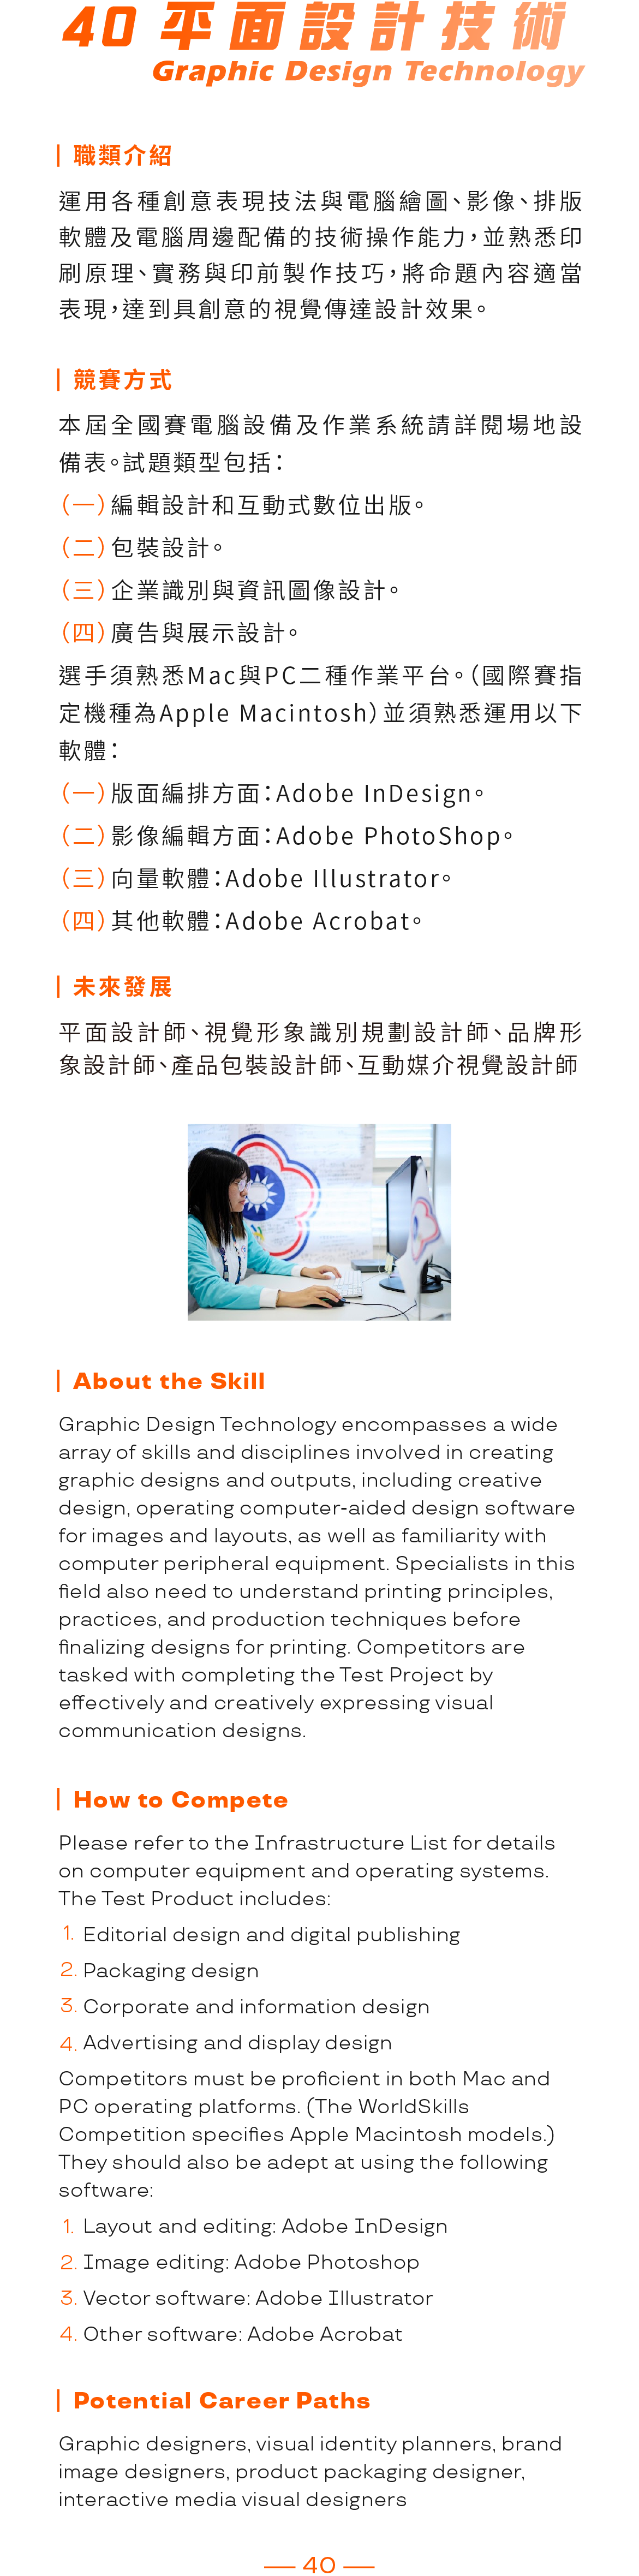 40 平面設計技術
Graphic Design Technology
職類介紹
運用各種創意表現技法與電腦繪圖、影像、排版
軟體及電腦周邊配備的技術操作能力，並熟悉印
刷原理、實務與印前製作技巧，將命題內容適當
表現，達到具創意的視覺傳達設計效果。
競賽方式
本屆全國賽電腦設備及作業系統請詳閱場地設
備表。試題類型包括：
（一）編輯設計和互動式數位出版。
（二）包裝設計。
（三）企業識別與資訊圖像設計。
（四）廣告與展示設計。
選手須熟悉Mac與PC二種作業平台。（國際賽指
定機種為Apple Macintosh）並須熟悉運用以下
軟體：
（一）版面編排方面：Adobe InDesign。
（二）影像編輯方面：Adobe PhotoShop。
（三）向量軟體：Adobe Illustrator。
（四）其他軟體：Adobe Acrobat。
未來發展
平面設計師、視覺形象識別規劃設計師、品牌形
象設計師、產品包裝設計師、互動媒介視覺設計師
About the Skill
Graphic Design Technology encompasses a wide
array of skills and disciplines involved in creating
graphic designs and outputs, including creative
design, operating computer-aided design software
for images and layouts, as well as familiarity with
computer peripheral equipment. Specialists in this
field also need to understand printing principles,
practices, and production techniques before
finalizing designs for printing. Competitors are
tasked with completing the Test Project by
effectively and creatively expressing visual
communication designs.
How to Compete
Please refer to the Infrastructure List for details
on computer equipment and operating systems.
The Test Product includes:
1. Editorial design and digital publishing
2. Packaging design
3. Corporate and information design
4. Advertising and display design
Competitors must be proficient in both Mac and
PC operating platforms. (The WorldSkills
Competition specifies Apple Macintosh models.)
They should also be adept at using the following
software:
1. Layout and editing: Adobe InDesign
2. Image editing: Adobe Photoshop
3. Vector software: Adobe Illustrator
4. Other software: Adobe Acrobat
Potential Career Paths
Graphic designers, visual identity planners, brand
image designers, product packaging designer,
interactive media visual designers
40